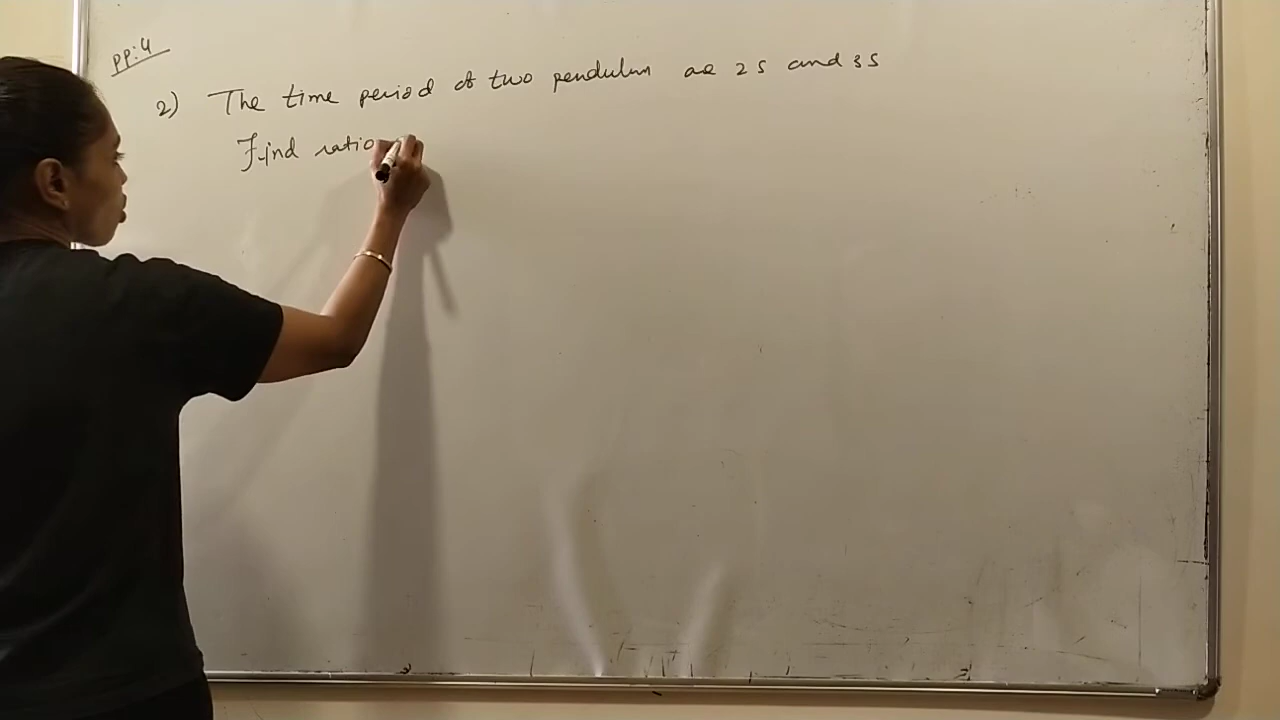 PP:4
2) The time period of two pendulum are 2s and 3s
Find ratio